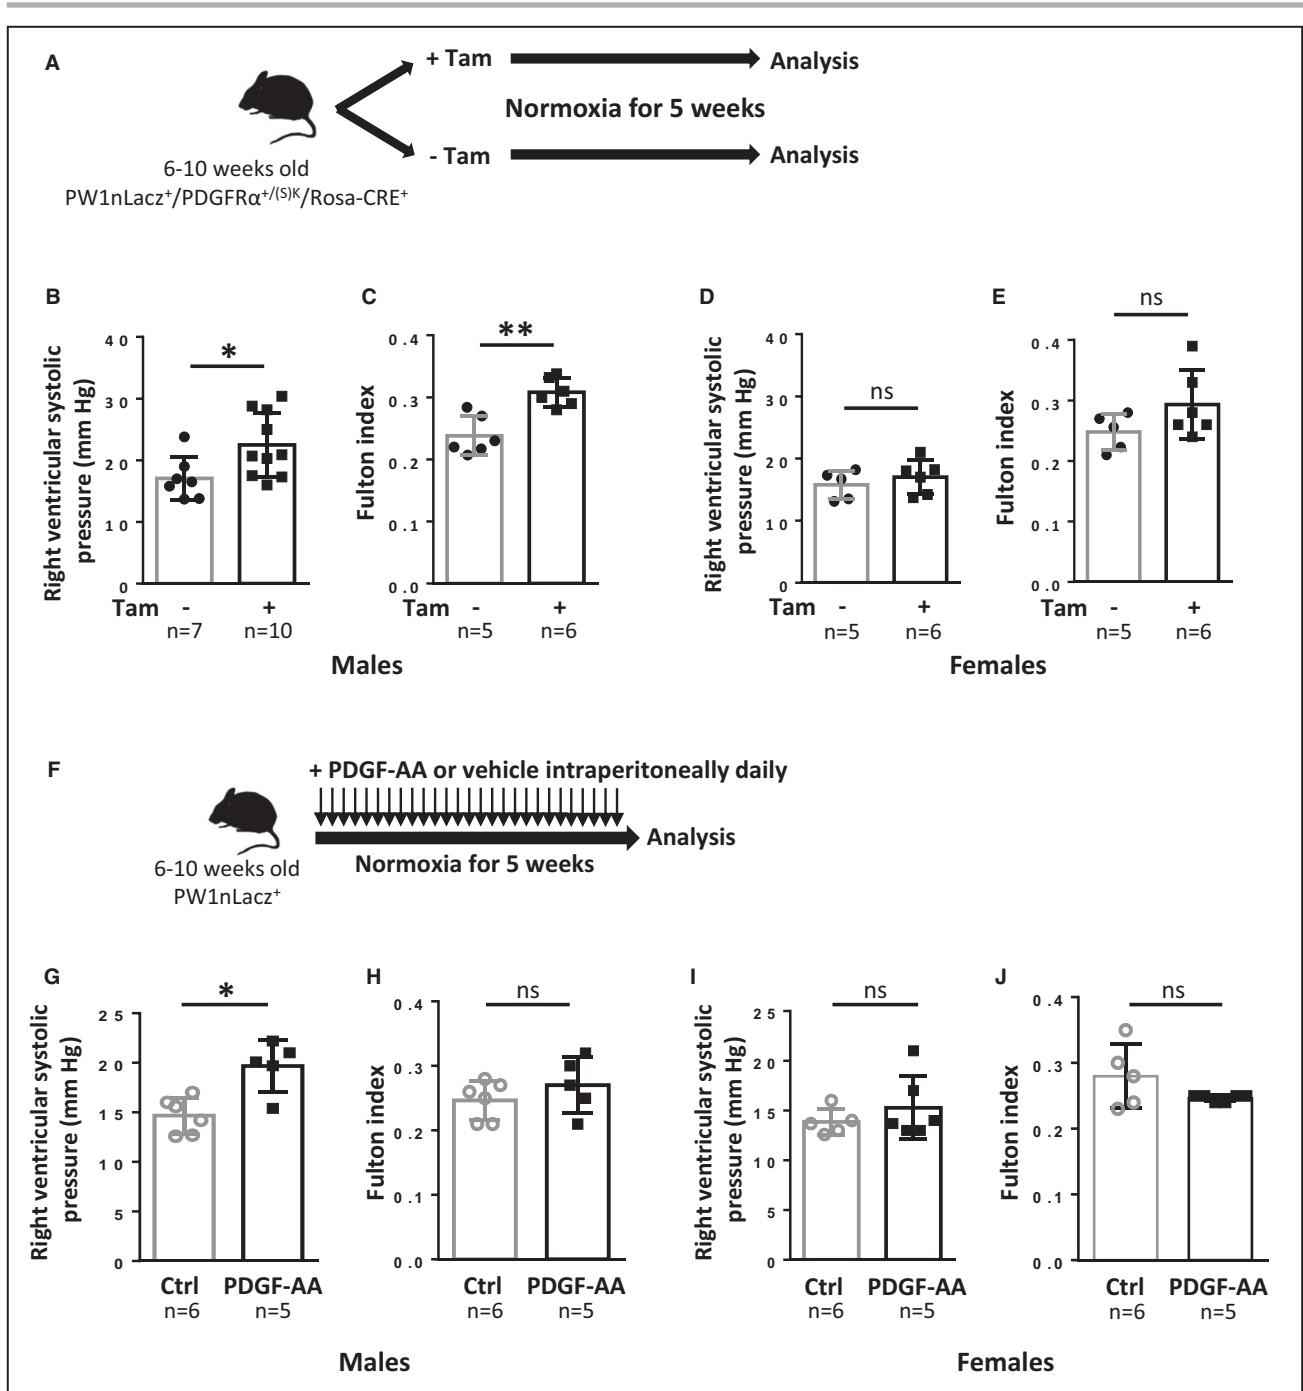 A
+ Tam
Analysis
Normoxia for 5 weeks
- Tam
Analysis
6-10 weeks old
PW1nLacz⁺/PDGFRα⁺/⁽ˢ⁾ᴷ/Rosa-CRE⁺
B
Right ventricular systolic
pressure (mm Hg)
40
30
20
10
0
*
Tam - +
n=7 n=10
C
Fulton index
0.4
0.3
0.2
0.1
0.0
**
Tam - +
n=5 n=6
Males
D
Right ventricular systolic
pressure (mm Hg)
40
30
20
10
0
ns
Tam - +
n=5 n=6
E
Fulton index
0.4
0.3
0.2
0.1
0.0
ns
Tam - +
n=5 n=6
Females
F
+ PDGF-AA or vehicle intraperitoneally daily
Analysis
Normoxia for 5 weeks
6-10 weeks old
PW1nLacz⁺
G
Right ventricular systolic
pressure (mm Hg)
25
20
15
10
5
0
*
Ctrl PDGF-AA
n=6 n=5
H
Fulton index
0.4
0.3
0.2
0.1
0.0
ns
Ctrl PDGF-AA
n=6 n=5
Males
I
Right ventricular systolic
pressure (mm Hg)
25
20
15
10
5
0
ns
Ctrl PDGF-AA
n=6 n=5
J
Fulton index
0.4
0.3
0.2
0.1
0.0
ns
Ctrl PDGF-AA
n=6 n=5
Females